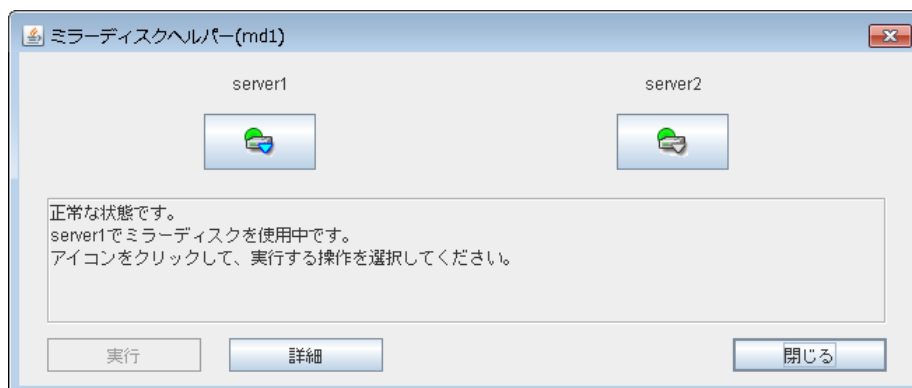 ミラーディスクヘルパー(md1)
server1
server2
正常な状態です。
server1でミラーディスクを使用中です。
アイコンをクリックして、実行する操作を選択してください。
実行
詳細
閉じる